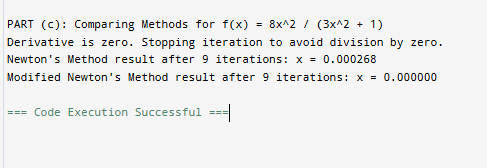 PART (c): Comparing Methods for f(x) = 8x^2 / (3x^2 + 1)
Derivative is zero. Stopping iteration to avoid division by zero.
Newton's Method result after 9 iterations: x = 0.000268
Modified Newton's Method result after 9 iterations: x = 0.000000
=== Code Execution Successful ===